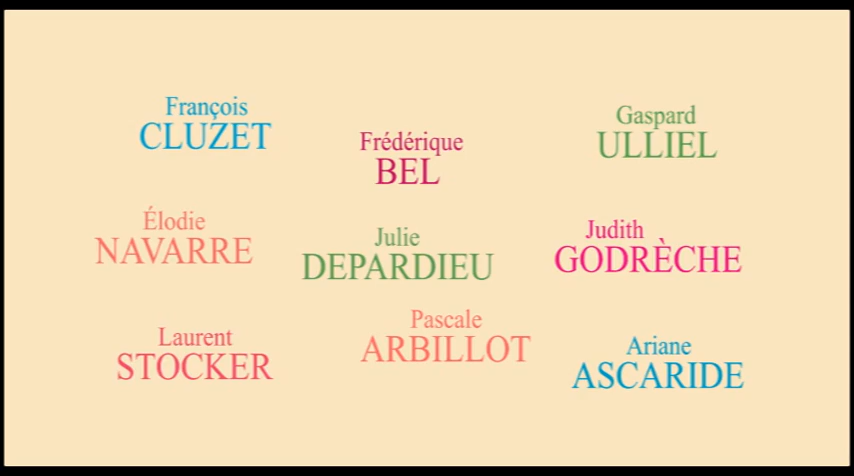 François
CLUZET
Frédérique
BEL
Gaspard
ULLIEL
Élodie
NAVARRE
Julie
DEPARDIEU
Judith
GODRÈCHE
Laurent
STOCKER
Pascale
ARBILLOT
Ariane
ASCARIDE